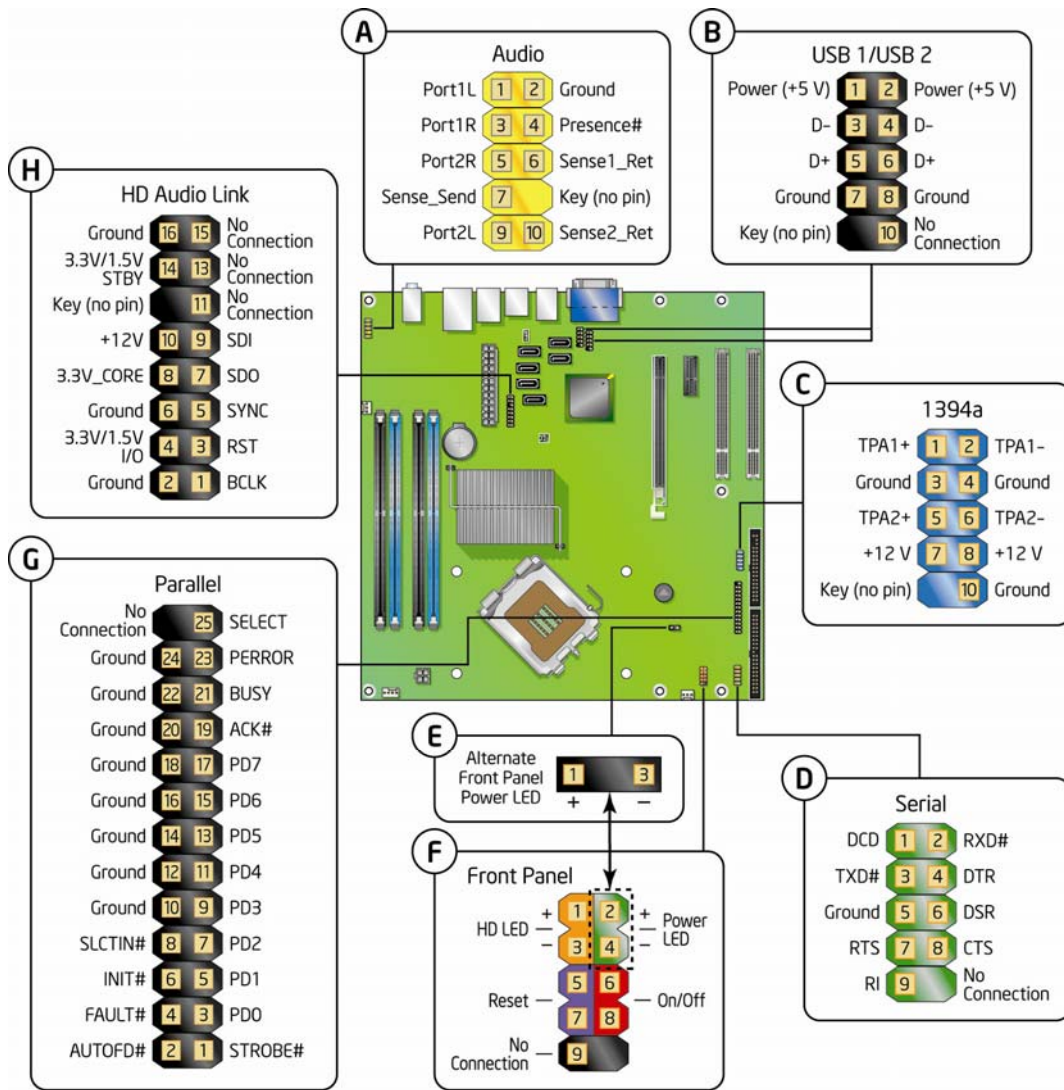 A
Audio
Port1L 1 2 Ground
Port1R 3 4 Presence#
Port2R 5 6 Sense1_Ret
Sense_Send 7 Key (no pin)
Port2L 9 10 Sense2_Ret
B
USB 1/USB 2
Power (+5 V) 1 2 Power (+5 V)
D- 3 4 D-
D+ 5 6 D+
Ground 7 8 Ground
Key (no pin) 10 No
Connection
H
HD Audio Link
Ground 16 15 No
Connection
3.3V/1.5V
STBY 14 13 No
Connection
Key (no pin) 11 No
Connection
+12V 10 9 SDI
3.3V_CORE 8 7 SDO
Ground 6 5 SYNC
3.3V/1.5V
I/O 4 3 RST
Ground 2 1 BCLK
C
1394a
TPA1+ 1 2 TPA1-
Ground 3 4 Ground
TPA2+ 5 6 TPA2-
+12 V 7 8 +12 V
Key (no pin) 10 Ground
G
Parallel
No
Connection 25 SELECT
Ground 24 23 PERROR
Ground 22 21 BUSY
Ground 20 19 ACK#
Ground 18 17 PD7
Ground 16 15 PD6
Ground 14 13 PD5
Ground 12 11 PD4
Ground 10 9 PD3
SLCTIN# 8 7 PD2
INIT# 6 5 PD1
FAULT# 4 3 PD0
AUTOFD# 2 1 STROBE#
E
Alternate
Front Panel
Power LED
1 3
+ -
F
Front Panel
+ 1 2 +
HD LED Power
LED
- 3 4 -
Reset 5 6 On/Off
7 8
No
Connection 9
D
Serial
DCD 1 2 RXD#
TXD# 3 4 DTR
Ground 5 6 DSR
RTS 7 8 CTS
RI 9 No
Connection